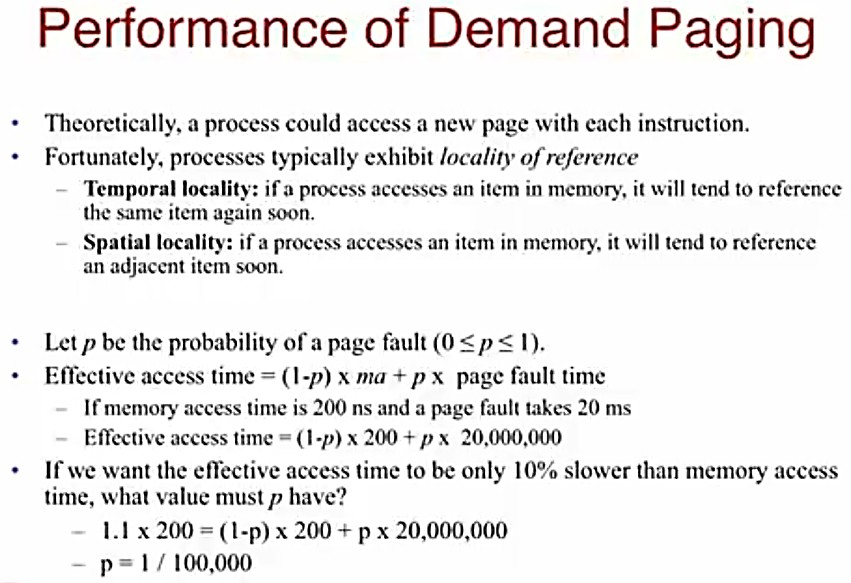 Performance of Demand Paging
• Theoretically, a process could access a new page with each instruction.
• Fortunately, processes typically exhibit locality of reference
– Temporal locality: if a process accesses an item in memory, it will tend to reference
the same item again soon.
– Spatial locality: if a process accesses an item in memory, it will tend to reference
an adjacent item soon.
• Let p be the probability of a page fault (0 ≤ p ≤ 1).
• Effective access time = (1-p) x ma + p x page fault time
– If memory access time is 200 ns and a page fault takes 20 ms
– Effective access time = (1-p) x 200 + p x 20,000,000
• If we want the effective access time to be only 10% slower than memory access
time, what value must p have?
– 1.1 x 200 = (1-p) x 200 + p x 20,000,000
– p = 1 / 100,000